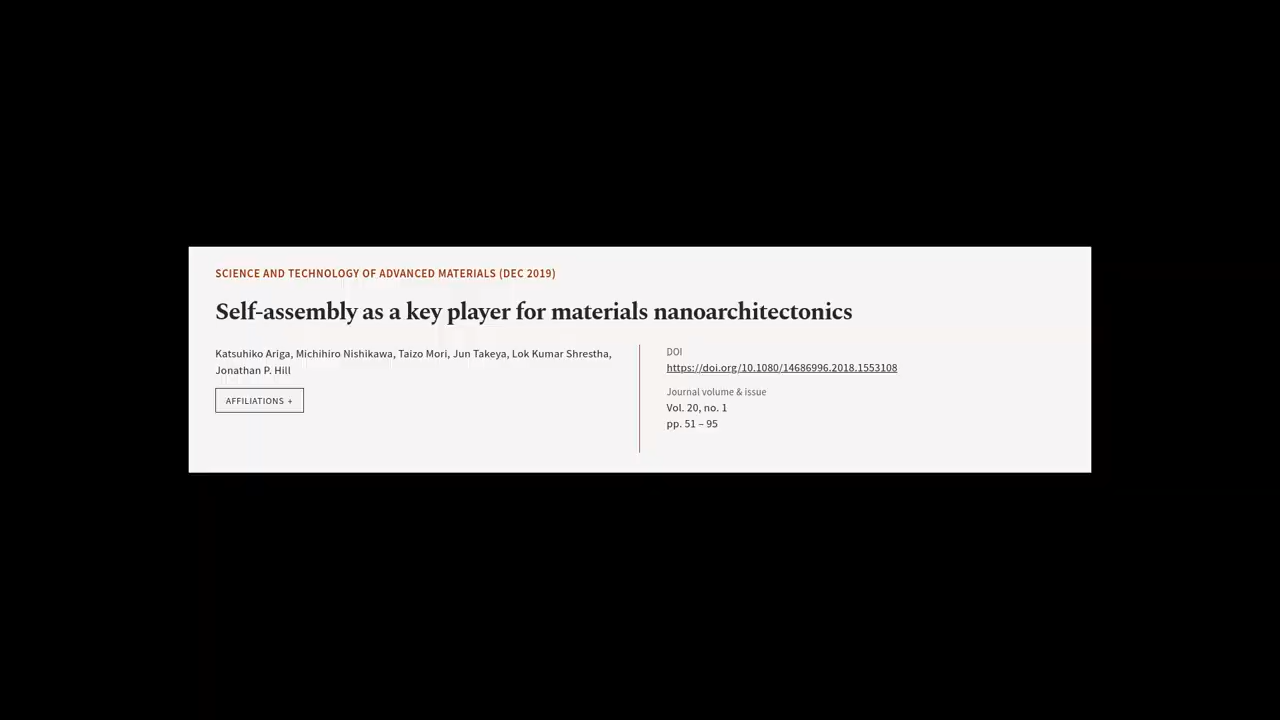 SCIENCE AND TECHNOLOGY OF ADVANCED MATERIALS (DEC 2019)
Self-assembly as a key player for materials nanoarchitectonics
Katsuhiko Ariga, Michihiro Nishikawa, Taizo Mori, Jun Takeya, Lok Kumar Shrestha,
Jonathan P. Hill
AFFILIATIONS +
DOI
https://doi.org/10.1080/14686996.2018.1553108
Journal volume & issue
Vol. 20, no. 1
pp. 51 – 95